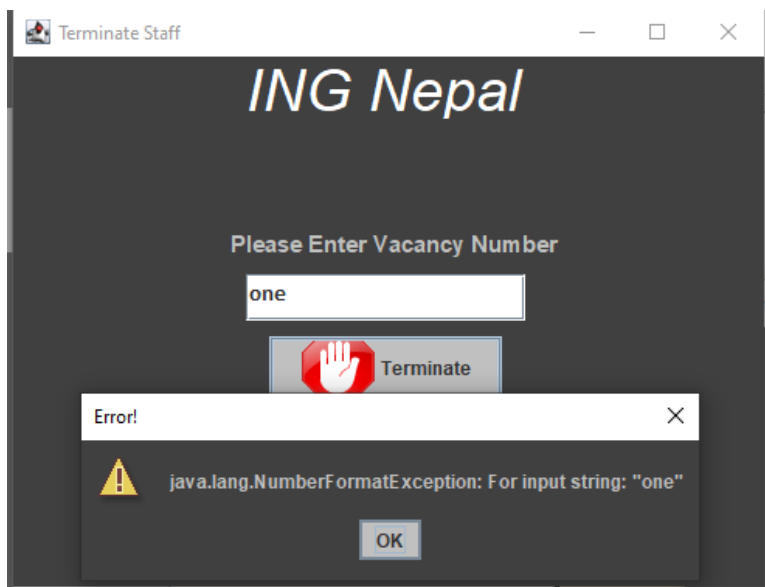 Terminate Staff
ING Nepal
Please Enter Vacancy Number
one
Terminate
Error!
java.lang.NumberFormatException: For input string: "one"
OK